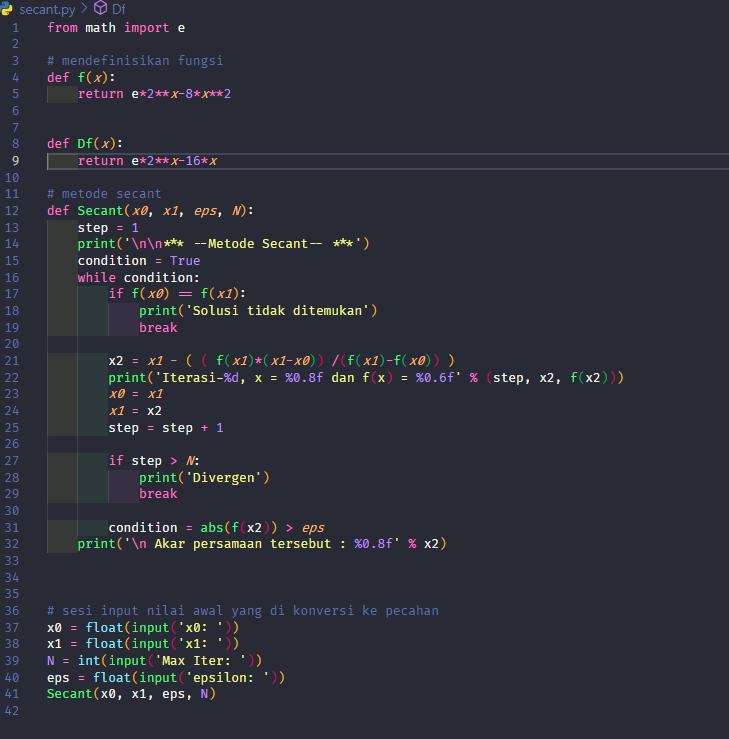 secant.py > Df
1 from math import e
2
3 # mendefinisikan fungsi
4 def f(x):
5     return e*2**x-8*x**2
6
7
8 def Df(x):
9     return e*2**x-16*x
10
11 # metode secant
12 def Secant(x0, x1, eps, N):
13     step = 1
14     print('\n\n*** --Metode Secant-- ***')
15     condition = True
16     while condition:
17         if f(x0) == f(x1):
18             print('Solusi tidak ditemukan')
19             break
20
21         x2 = x1 - ( ( f(x1)*(x1-x0)) /(f(x1)-f(x0)) )
22         print('Iterasi-%d, x = %0.8f dan f(x) = %0.6f' % (step, x2, f(x2)))
23         x0 = x1
24         x1 = x2
25         step = step + 1
26
27         if step > N:
28             print('Divergen')
29             break
30
31         condition = abs(f(x2)) > eps
32     print('\n Akar persamaan tersebut : %0.8f' % x2)
33
34
35
36 # sesi input nilai awal yang di konversi ke pecahan
37 x0 = float(input('x0: '))
38 x1 = float(input('x1: '))
39 N = int(input('Max Iter: '))
40 eps = float(input('epsilon: '))
41 Secant(x0, x1, eps, N)
42